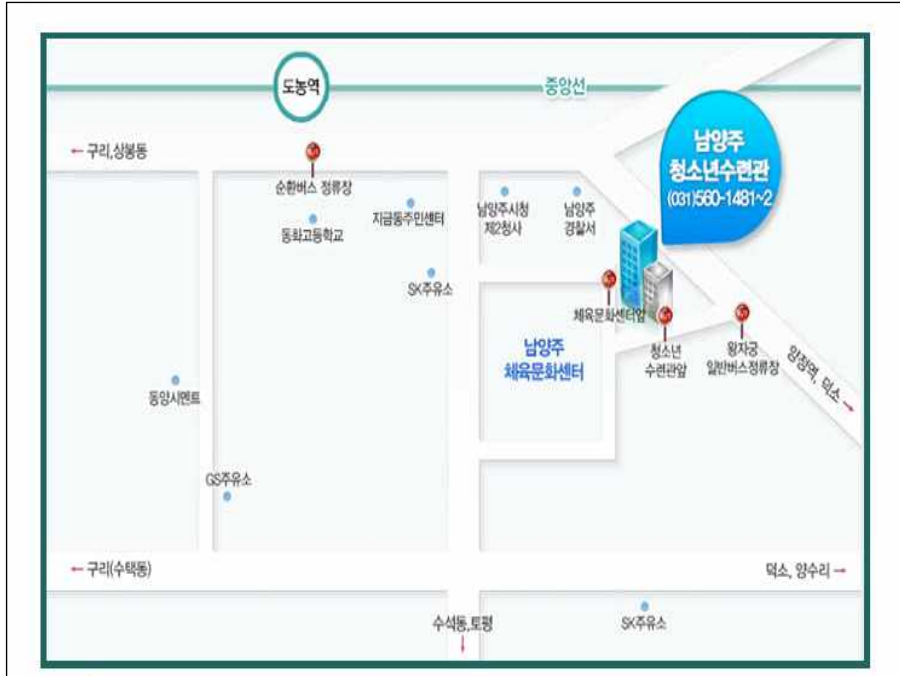 도농역
중앙선
남양주
청소년수련관
(031)560-1481~2
← 구리,상봉동
순환버스 정류장
동화고등학교
지금동주민센터
남양주시청
제2청사
남양주
경찰서
SK주유소
체육문화센터앞
남양주
체육문화센터
청소년
수련관앞
왕자궁
일반버스정류장
양정역, 덕소 →
동양시멘트
GS주유소
← 구리(수택동)
덕소, 양수리 →
수석동,토평
↓
SK주유소